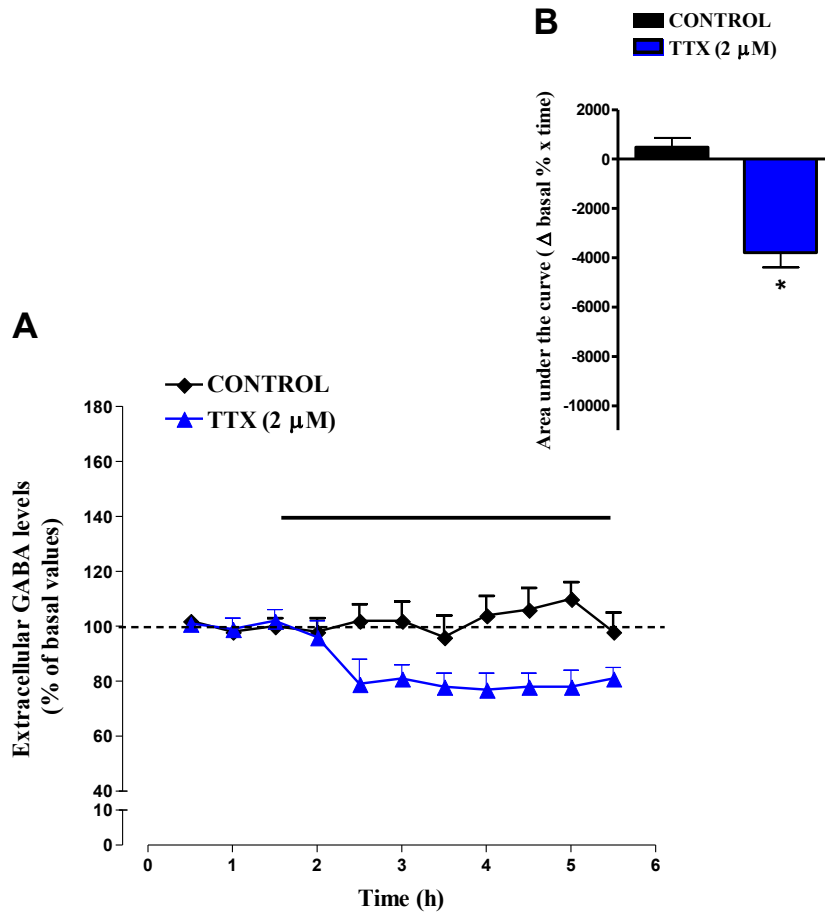 B
CONTROL
TTX (2 μM)
Area under the curve ( Δ basal % x time)
2000
0
-2000
-4000
-6000
-8000
-10000
*
A
CONTROL
TTX (2 μM)
Extracellular GABA levels
(% of basal values)
180
160
140
120
100
80
60
40
10
0
0 1 2 3 4 5 6
Time (h)